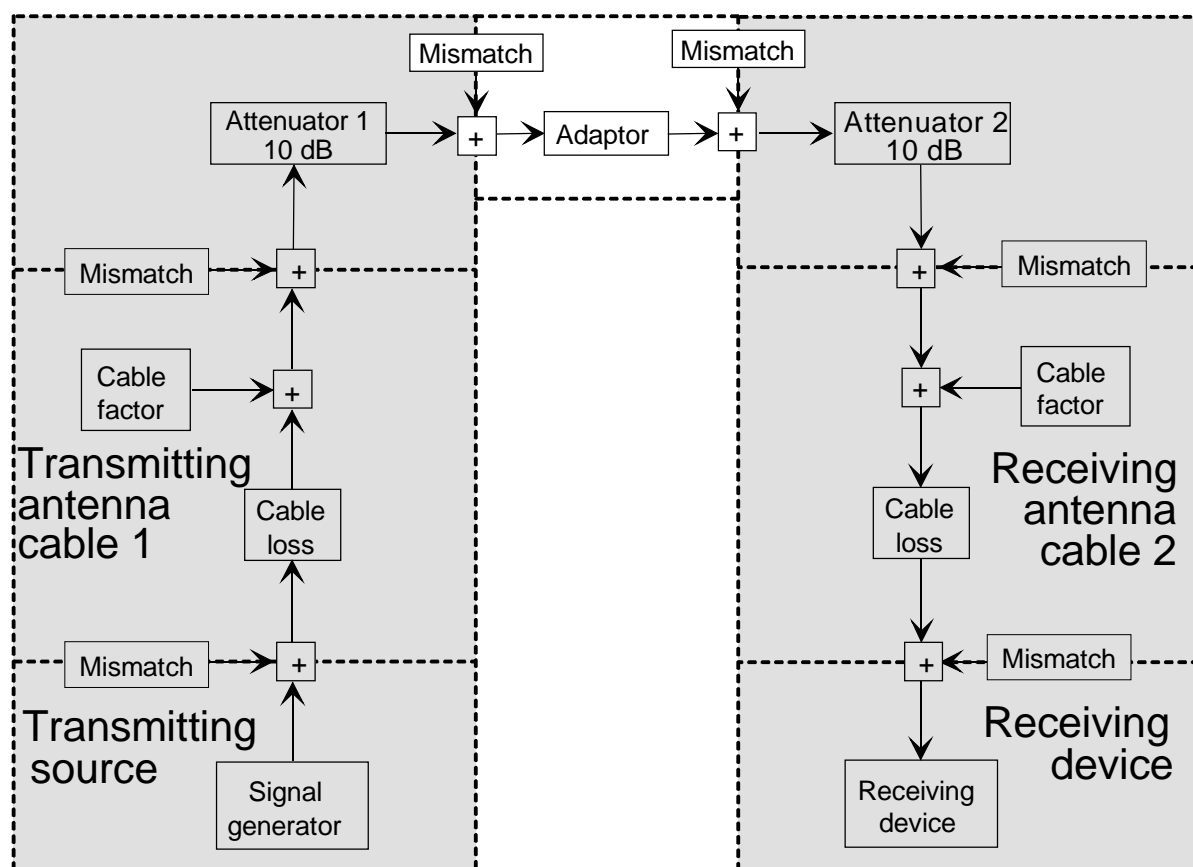 Mismatch
Mismatch
Attenuator 1
10 dB
+
Adaptor
+
Attenuator 2
10 dB
Mismatch
+
+
Mismatch
Cable
factor
+
+
Cable
factor
Transmitting
antenna
cable 1
Cable
loss
Cable
loss
Receiving
antenna
cable 2
Mismatch
+
+
Mismatch
Transmitting
source
Signal
generator
Receiving
device
Receiving
device